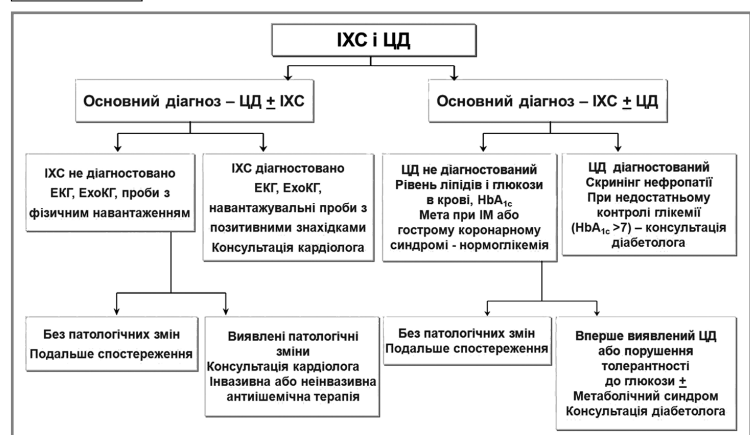 ІХС і ЦД
Основний діагноз – ЦД ± ІХС
Основний діагноз – ІХС ± ЦД
ІХС не діагностовано
ЕКГ, ЕхоКГ, проби з
фізичним навантаженням
ІХС діагностовано
ЕКГ, ЕхоКГ,
навантажувальні проби з
позитивними знахідками
Консультація кардіолога
ЦД не діагностований
Рівень ліпідів і глюкози
в крові, HbA1c
Мета при ІМ або
гострому коронарному
синдромі - нормоглікемія
ЦД діагностований
Скринінг нефропатії
При недостатньому
контролі глікемії
(HbA1c >7) – консультація
діабетолога
Без патологічних змін
Подальше спостереження
Виявлені патологічні
зміни
Консультація кардіолога
Інвазивна або неінвазивна
антиішемічна терапія
Без патологічних змін
Подальше спостереження
Вперше виявлений ЦД
або порушення
толерантності
до глюкози ±
Метаболічний синдром
Консультація діабетолога